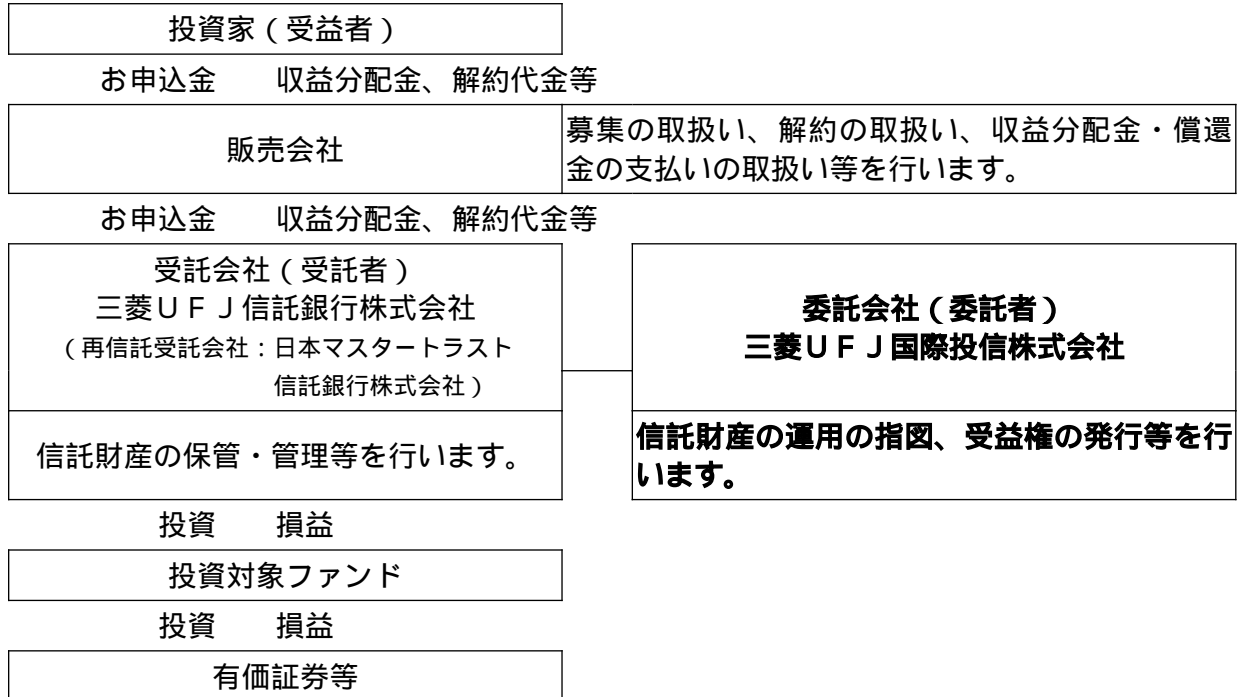 投資家（受益者）
お申込金　　収益分配金、解約代金等
販売会社
募集の取扱い、解約の取扱い、収益分配金・償還
金の支払いの取扱い等を行います。
お申込金　　収益分配金、解約代金等
受託会社（受託者）
三菱ＵＦＪ信託銀行株式会社
（再信託受託会社：日本マスタートラスト
信託銀行株式会社）
委託会社（委託者）
三菱ＵＦＪ国際投信株式会社
信託財産の保管・管理等を行います。
信託財産の運用の指図、受益権の発行等を行
います。
投資　　損益
投資対象ファンド
投資　　損益
有価証券等